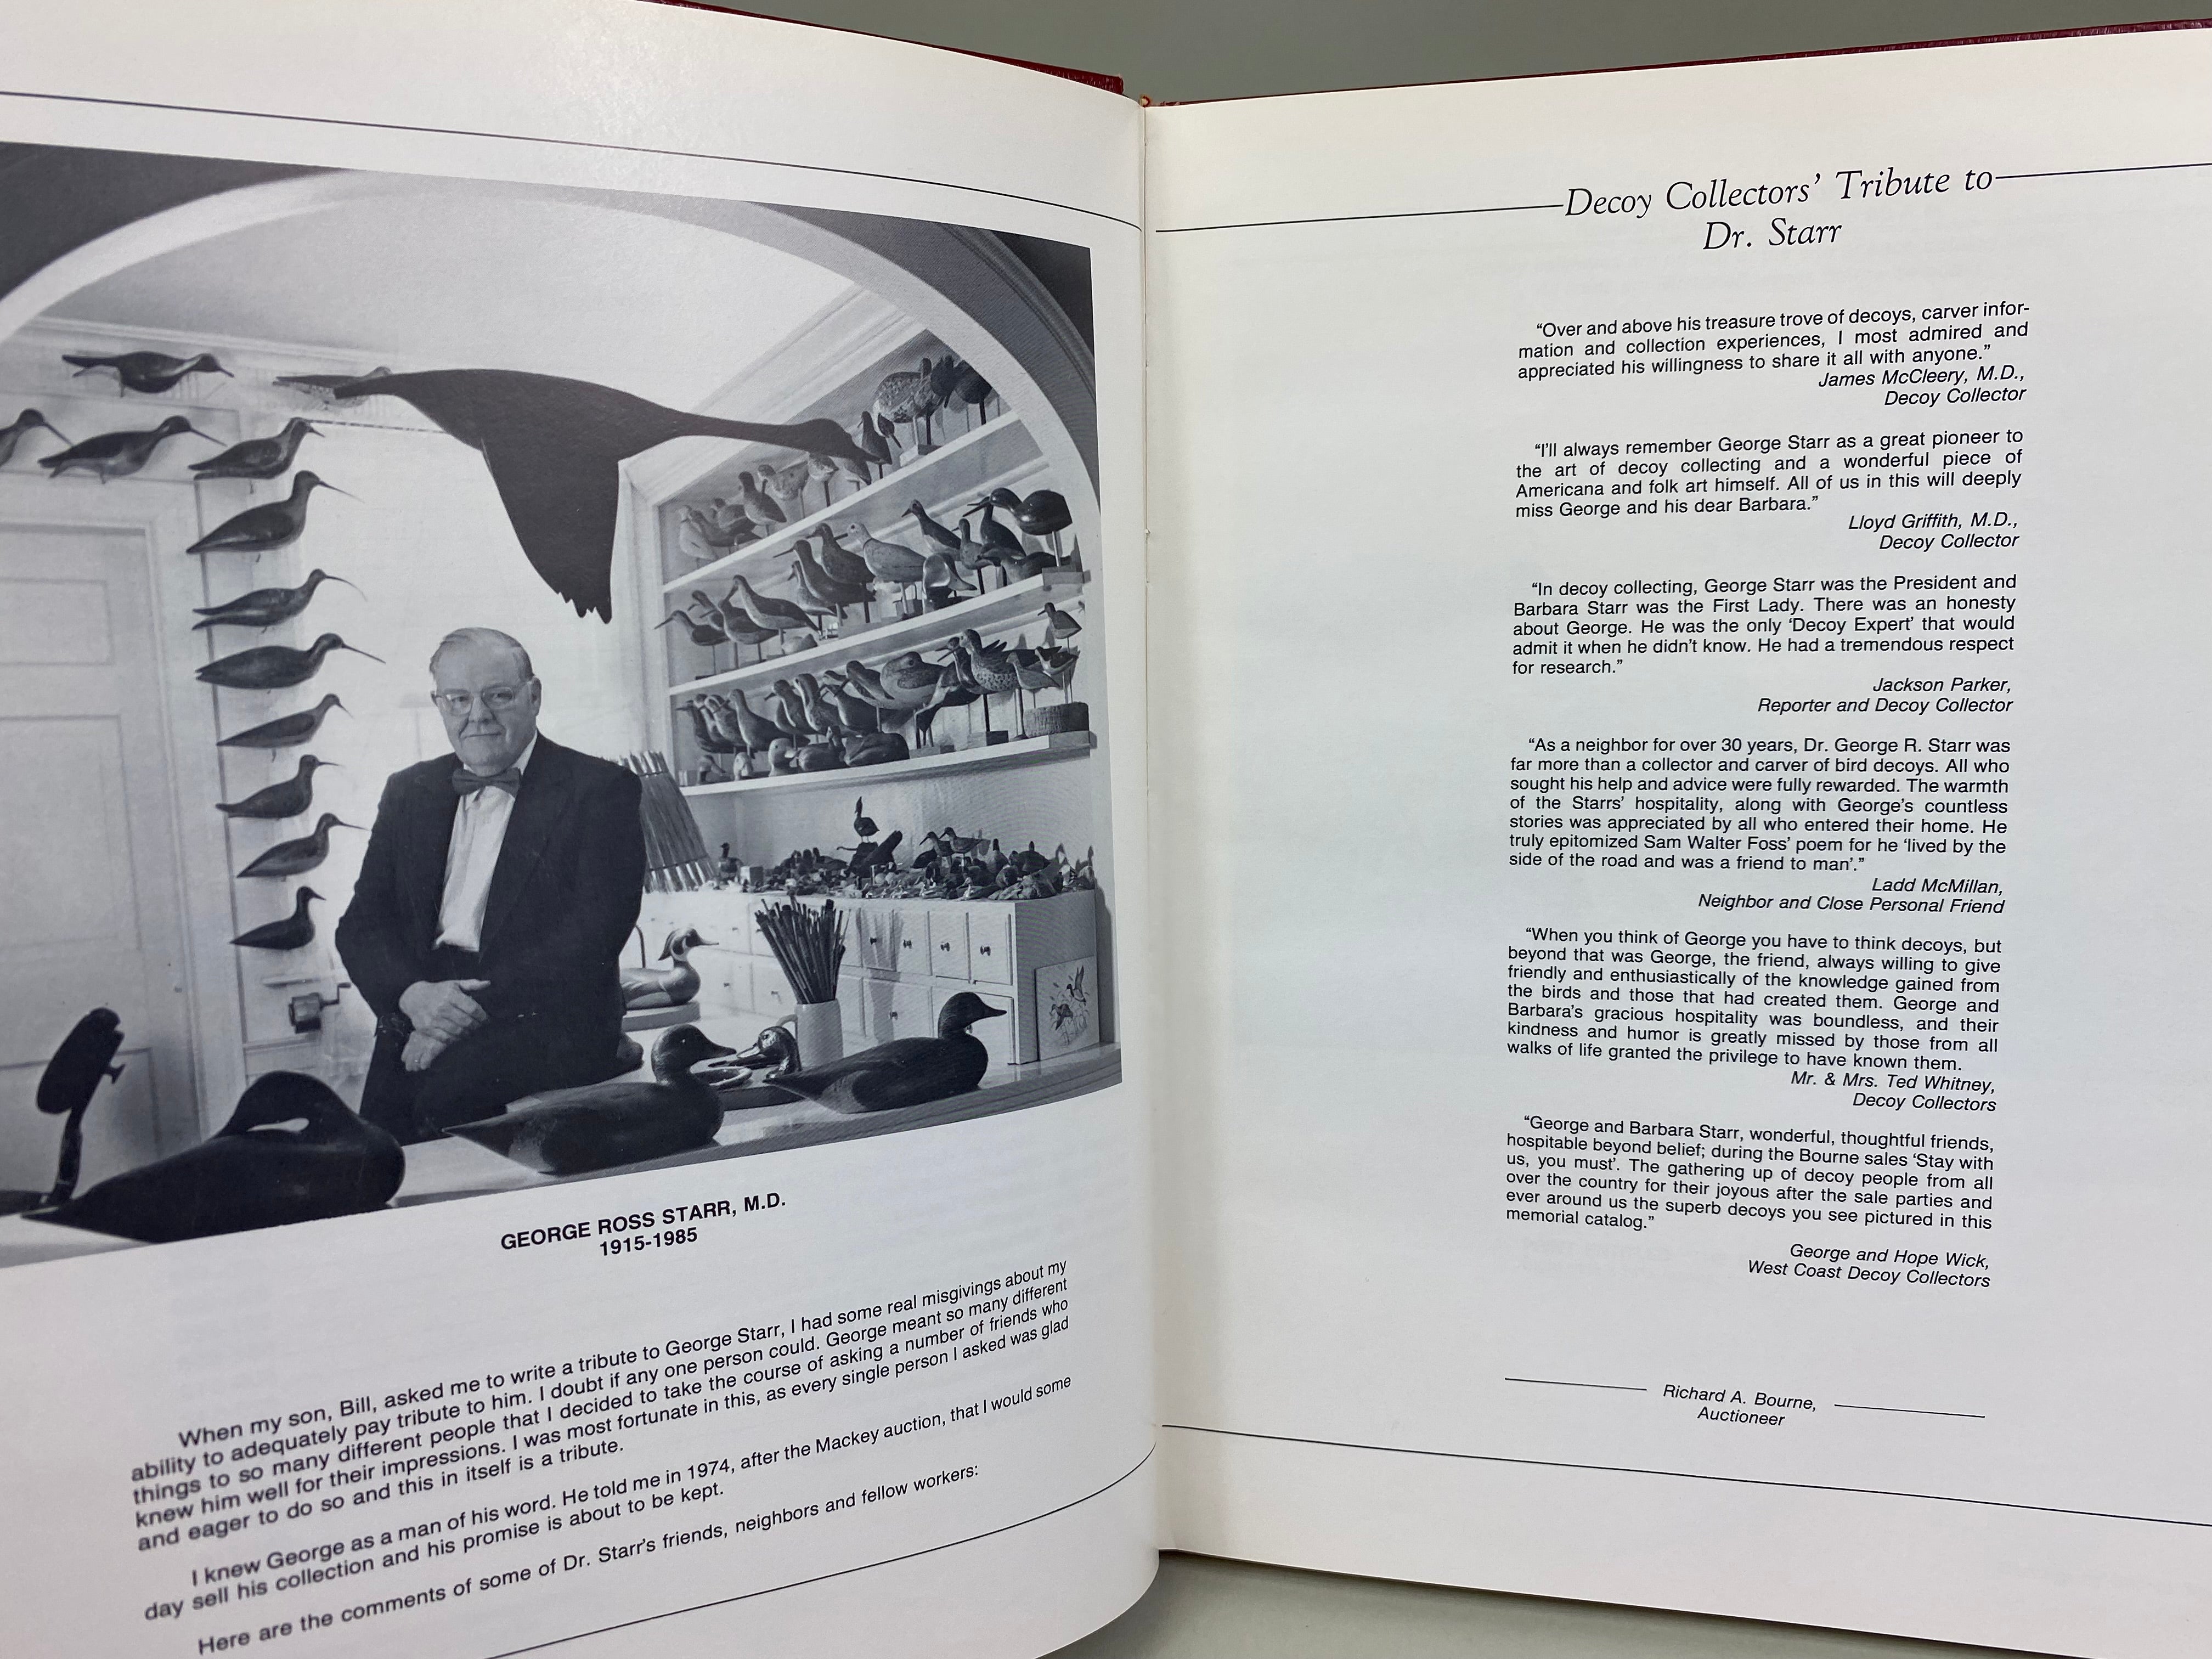 GEORGE ROSS STARR, M.D.
1915-1985
When my son, Bill, asked me to write a tribute to George Starr, I had some real misgivings about my
ability to adequately pay tribute to him. I doubt if any one person could. George meant so many different
things to so many different people that I decided to take the course of asking a number of friends who
knew him well for their impressions. I was most fortunate in this, as every single person I asked was glad
and eager to do so and this in itself is a tribute.
I knew George as a man of his word. He told me in 1974, after the Mackey auction, that I would some
day sell his collection and his promise is about to be kept.
Here are the comments of some of Dr. Starr's friends, neighbors and fellow workers:
Decoy Collectors' Tribute to
Dr. Starr
“Over and above his treasure trove of decoys, carver infor-
mation and collection experiences, I most admired and
appreciated his willingness to share it all with anyone.”
James McCleery, M.D.,
Decoy Collector
“I'll always remember George Starr as a great pioneer to
the art of decoy collecting and a wonderful piece of
Americana and folk art himself. All of us in this will deeply
miss George and his dear Barbara.”
Lloyd Griffith, M.D.,
Decoy Collector
“In decoy collecting, George Starr was the President and
Barbara Starr was the First Lady. There was an honesty
about George. He was the only ‘Decoy Expert’ that would
admit it when he didn't know. He had a tremendous respect
for research.”
Jackson Parker,
Reporter and Decoy Collector
“As a neighbor for over 30 years, Dr. George R. Starr was
far more than a collector and carver of bird decoys. All who
sought his help and advice were fully rewarded. The warmth
of the Starrs' hospitality, along with George's countless
stories was appreciated by all who entered their home. He
truly epitomized Sam Walter Foss' poem for he ‘lived by the
side of the road and was a friend to man’.”
Ladd McMillan,
Neighbor and Close Personal Friend
“When you think of George you have to think decoys, but
beyond that was George, the friend, always willing to give
friendly and enthusiastically of the knowledge gained from
the birds and those that had created them. George and
Barbara's gracious hospitality was boundless, and their
kindness and humor is greatly missed by those from all
walks of life granted the privilege to have known them.
Mr. & Mrs. Ted Whitney,
Decoy Collectors
“George and Barbara Starr, wonderful, thoughtful friends,
hospitable beyond belief; during the Bourne sales ‘Stay with
us, you must’. The gathering up of decoy people from all
over the country for their joyous after the sale parties and
ever around us the superb decoys you see pictured in this
memorial catalog.”
George and Hope Wick,
West Coast Decoy Collectors
Richard A. Bourne,
Auctioneer